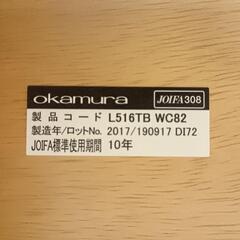 okamura JOIFA308
製品コード L516TB WC82
製造年/ロットNo. 2017/190917 DI72
JOIFA標準使用期間 10年